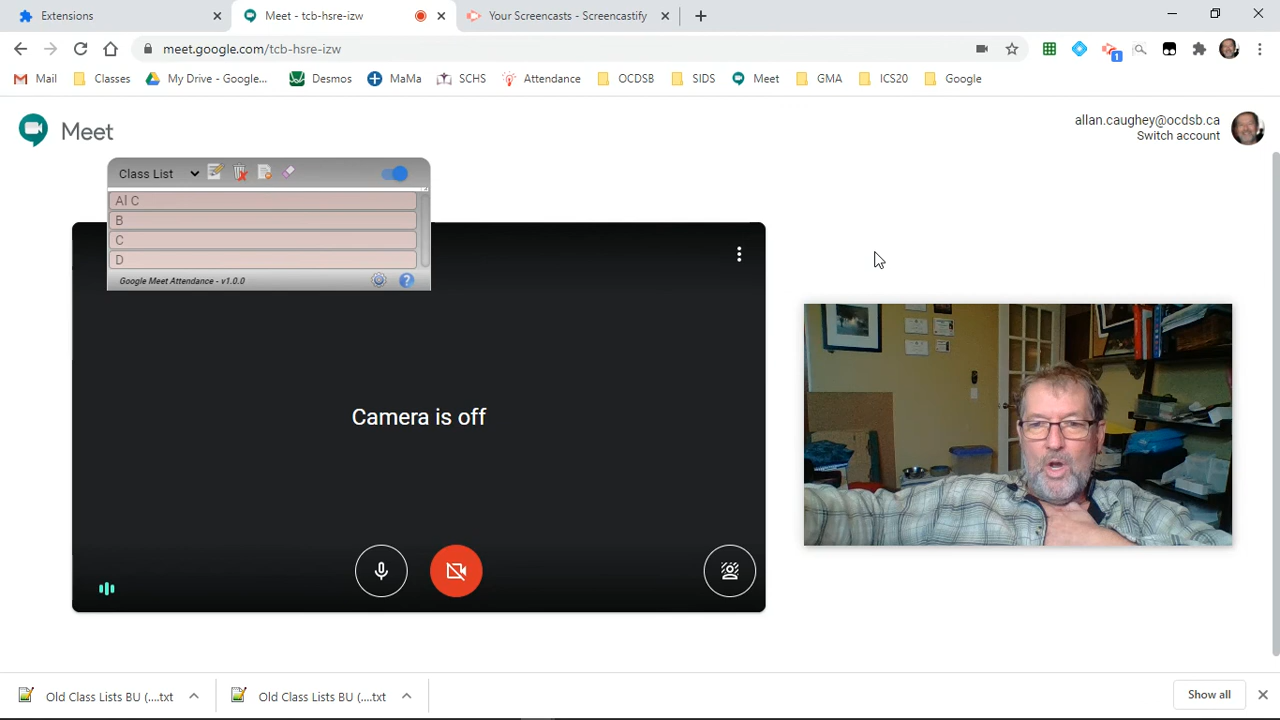 Extensions
Meet - tcb-hsre-izw
Your Screencasts - Screencastify
meet.google.com/tcb-hsre-izw
1
Mail
Classes
My Drive - Google...
Desmos
MaMa
SCHS
Attendance
OCDSB
SIDS
Meet
GMA
ICS20
Google
Meet
allan.caughey@ocdsb.ca
Switch account
Class List
Al C
B
C
D
Google Meet Attendance - v1.0.0
?
Camera is off
Old Class Lists BU (....txt
Old Class Lists BU (....txt
Show all